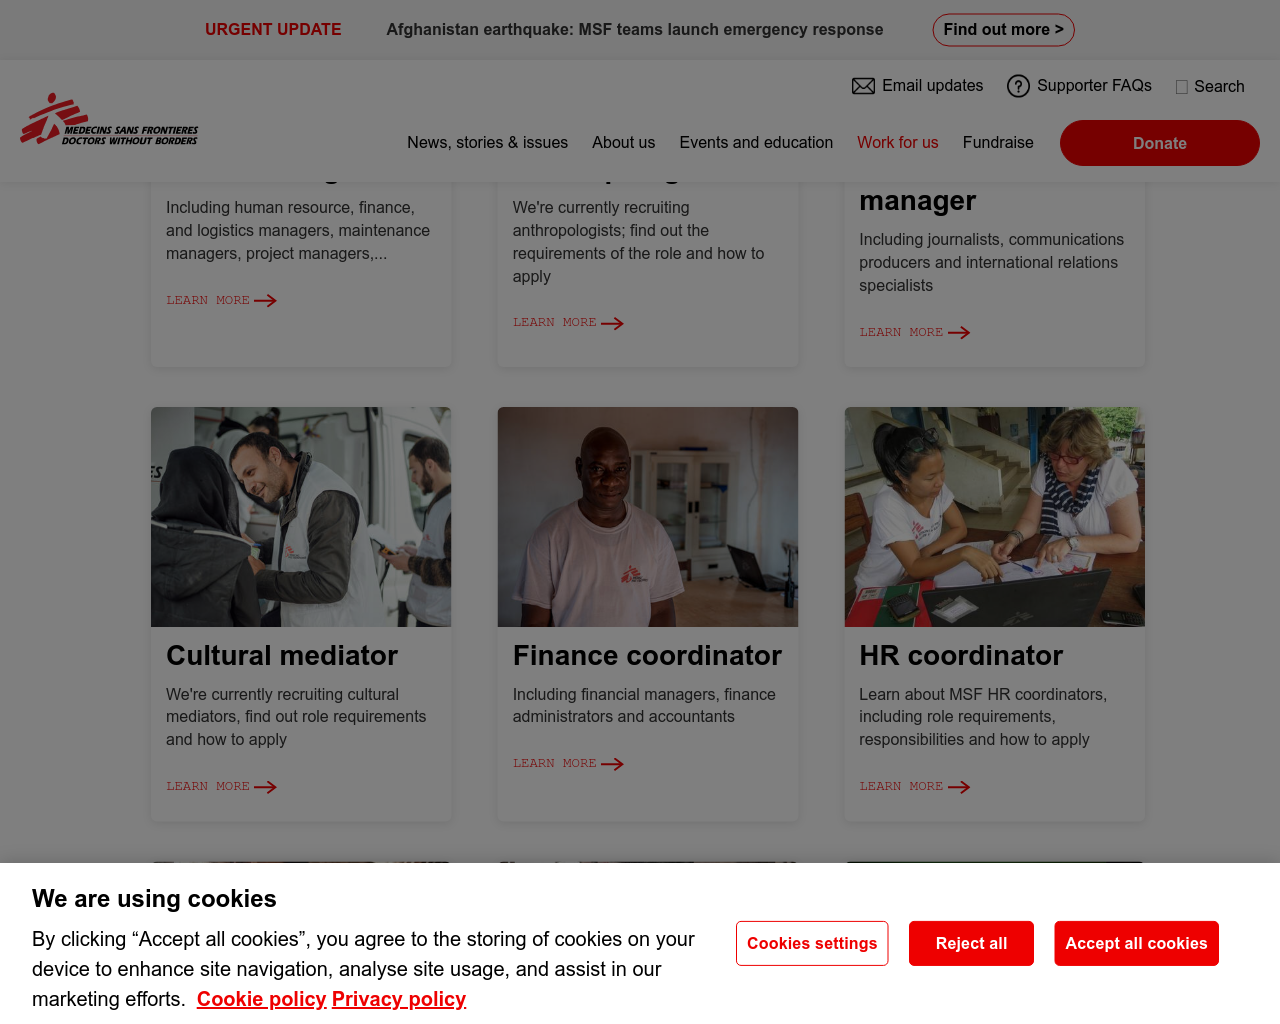 URGENT UPDATE
Afghanistan earthquake: MSF teams launch emergency response
Find out more >
Email updates
Supporter FAQs
Search
MEDECINS SANS FRONTIERES
DOCTORS WITHOUT BORDERS
News, stories & issues
About us
Events and education
Work for us
Fundraise
Donate
Including human resource, finance,
and logistics managers, maintenance
managers, project managers,...
LEARN MORE
We're currently recruiting
anthropologists; find out the
requirements of the role and how to
apply
LEARN MORE
manager
Including journalists, communications
producers and international relations
specialists
LEARN MORE
Cultural mediator
We're currently recruiting cultural
mediators, find out role requirements
and how to apply
LEARN MORE
Finance coordinator
Including financial managers, finance
administrators and accountants
LEARN MORE
HR coordinator
Learn about MSF HR coordinators,
including role requirements,
responsibilities and how to apply
LEARN MORE
We are using cookies
By clicking “Accept all cookies”, you agree to the storing of cookies on your
device to enhance site navigation, analyse site usage, and assist in our
marketing efforts. Cookie policy Privacy policy
Cookies settings
Reject all
Accept all cookies